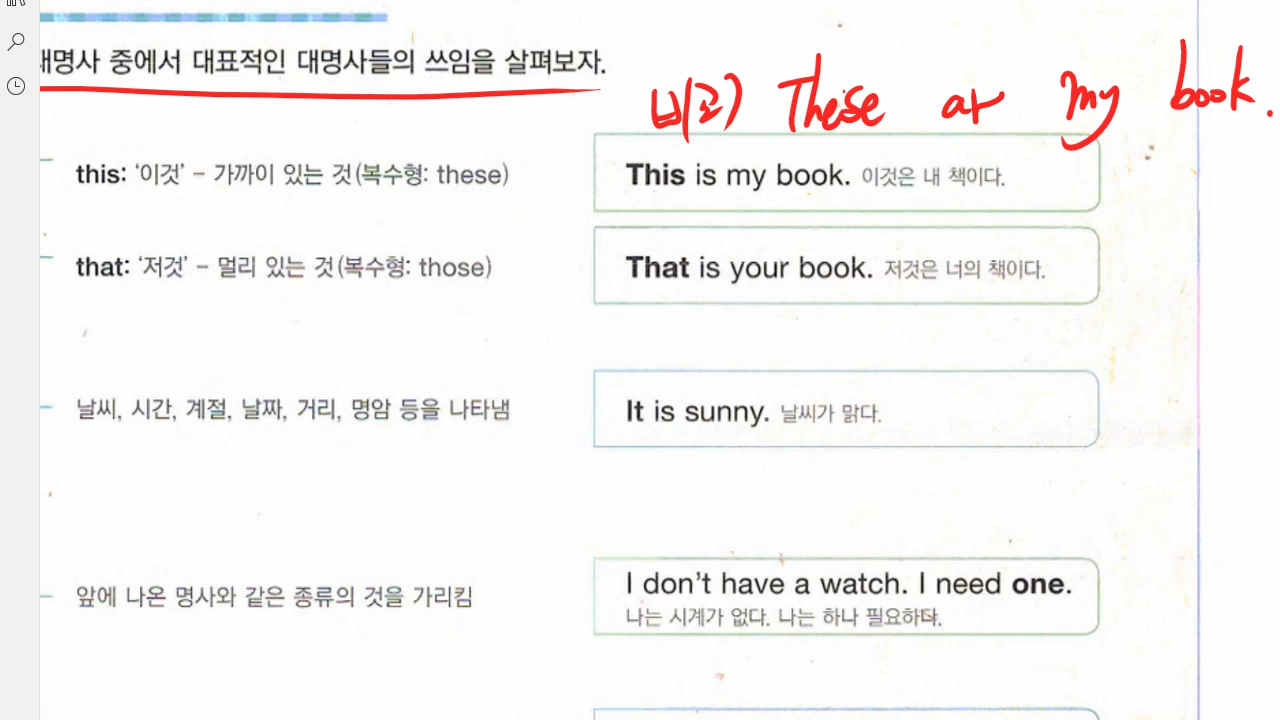 대명사 중에서 대표적인 대명사들의 쓰임을 살펴보자.
비교) These ar my book.
this: ‘이것’ – 가까이 있는 것(복수형: these)
This is my book. 이것은 내 책이다.
that: ‘저것’ – 멀리 있는 것(복수형: those)
That is your book. 저것은 너의 책이다.
날씨, 시간, 계절, 날짜, 거리, 명암 등을 나타냄
It is sunny. 날씨가 맑다.
앞에 나온 명사와 같은 종류의 것을 가리킴
I don’t have a watch. I need one.
나는 시계가 없다. 나는 하나 필요하다.